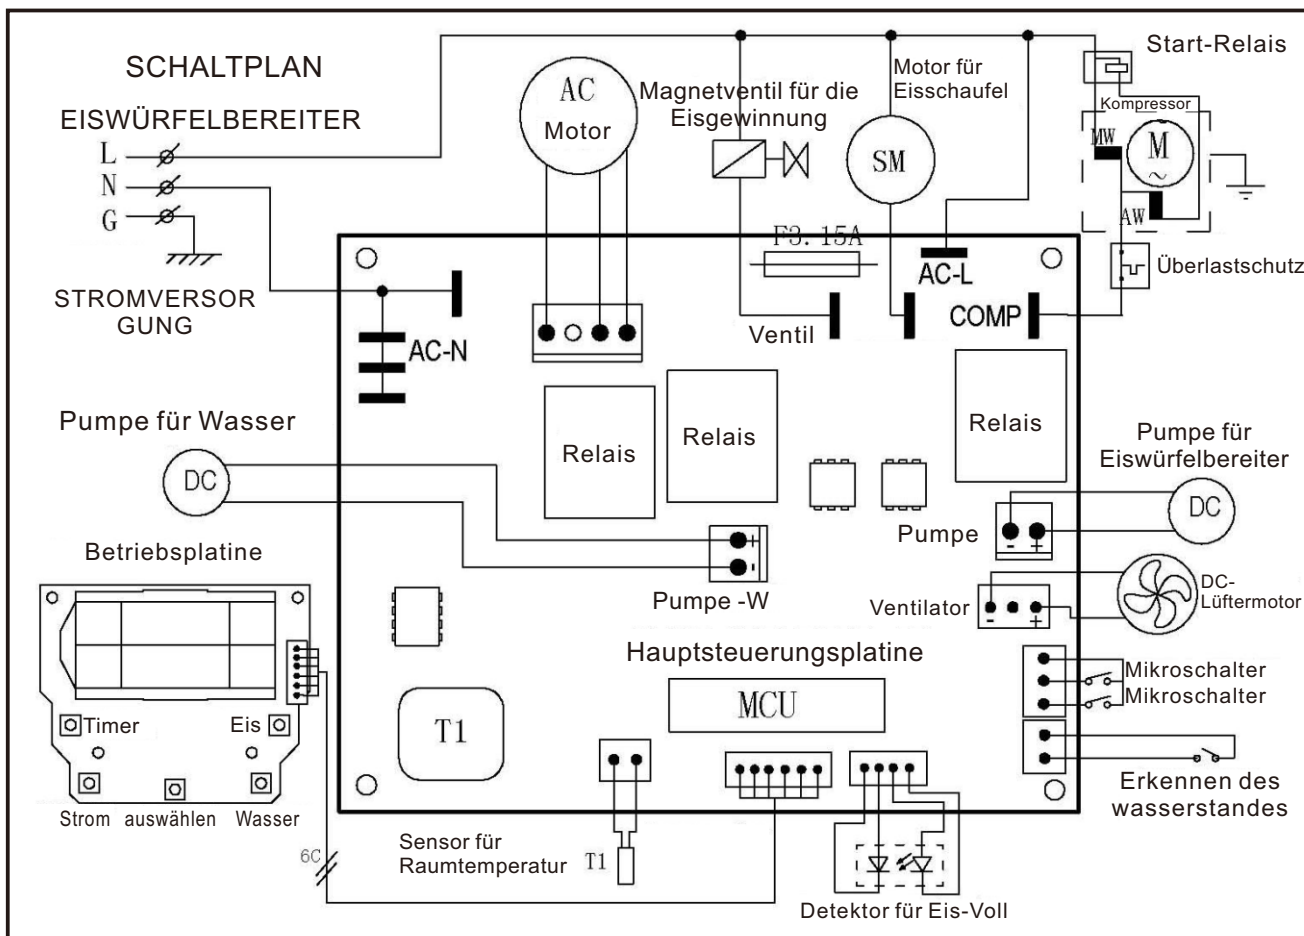 SCHALTPLAN
EISWÜRFELBEREITER
L
N
G
STROMVERSOR
GUNG
AC
Motor
Magnetventil für die
Eisgewinnung
Motor für
Eisschaufel
SM
Start-Relais
Kompressor
MW
M
~
AW
Überlastschutz
F3. 15A
AC-L
COMP
Ventil
AC-N
Relais
Relais
Relais
Pumpe für Wasser
DC
Pumpe für
Eiswürfelbereiter
DC
Pumpe
- +
Betriebsplatine
+
-
Pumpe -W
Ventilator
- +
DC-
Lüftermotor
Hauptsteuerungsplatine
MCU
T1
Mikroschalter
Mikroschalter
Timer
Eis
Strom auswählen Wasser
Erkennen des
wasserstandes
6C
Sensor für
Raumtemperatur
T1
Detektor für Eis-Voll